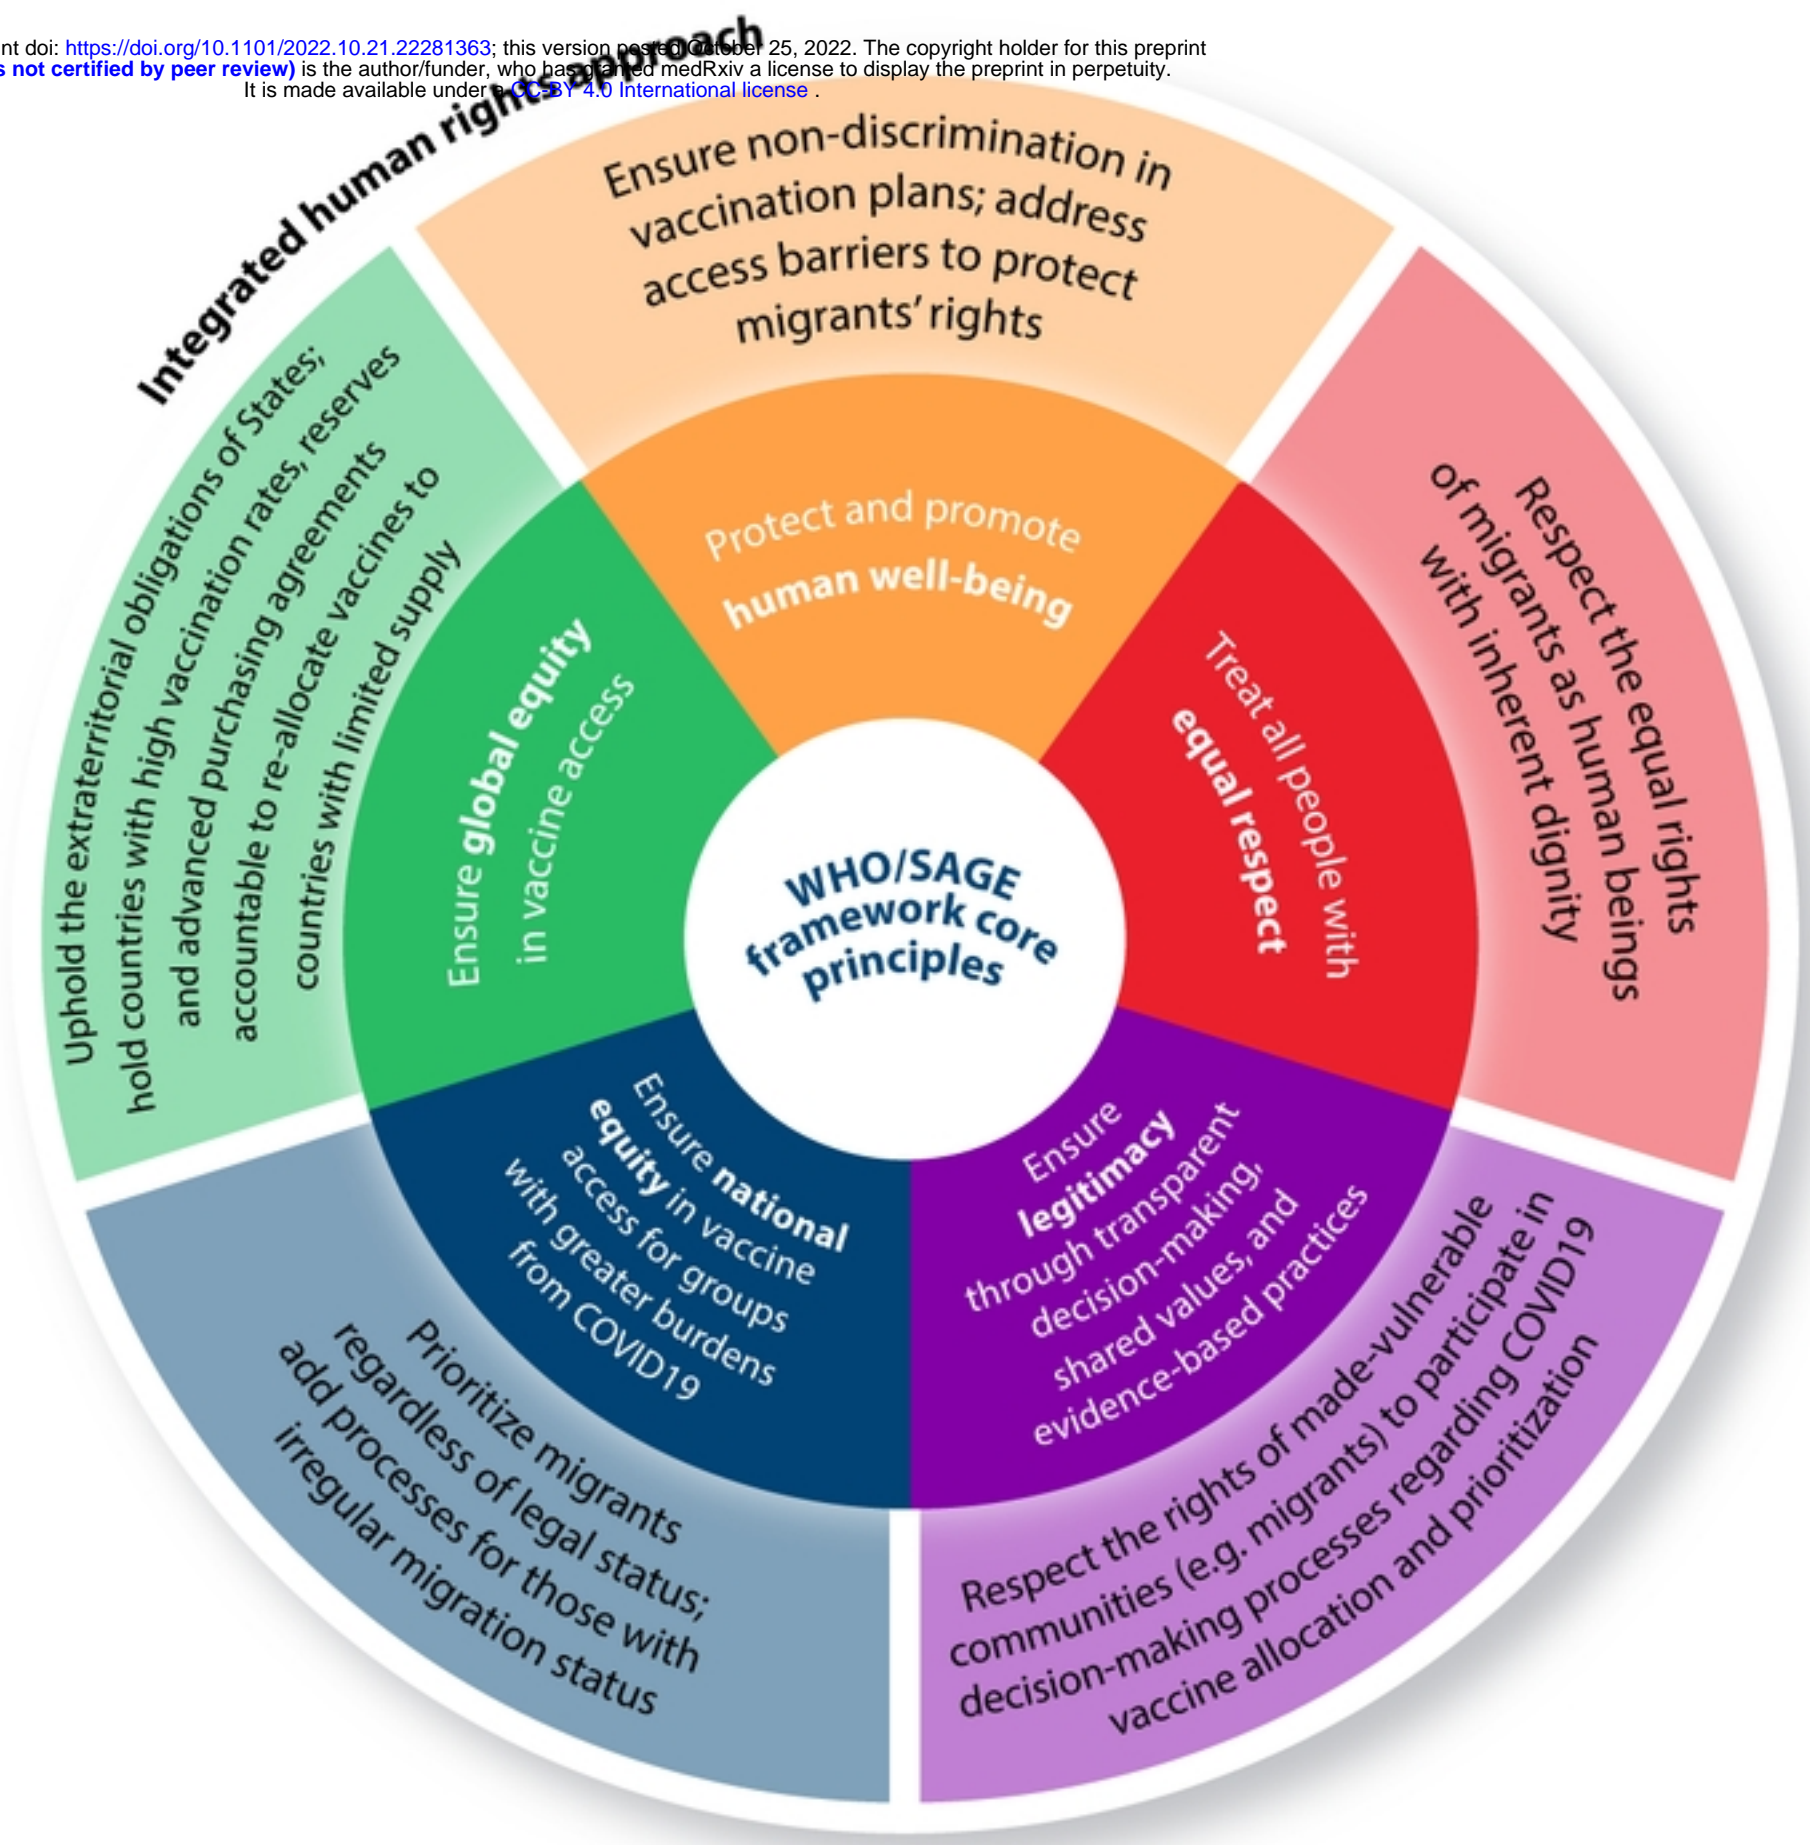 nt doi: https://doi.org/10.1101/2022.10.21.22281363; this version posted October 25, 2022. The copyright holder for this preprint
s not certified by peer review) is the author/funder, who has granted medRxiv a license to display the preprint in perpetuity.
It is made available under a CC-BY 4.0 International license .
Integrated human rights approach
Ensure non-discrimination in
vaccination plans; address
access barriers to protect
migrants' rights
Protect and promote
human well-being
Respect the equal rights
of migrants as human beings
with inherent dignity
Treat all people with
equal respect
Respect the rights of made-vulnerable
communities (e.g. migrants) to participate in
decision-making processes regarding COVID19
vaccine allocation and prioritization
Ensure
legitimacy
through transparent
decision-making,
shared values, and
evidence-based practices
Prioritize migrants
regardless of legal status;
add processes for those with
irregular migration status
Ensure national
equity in vaccine
access for groups
with greater burdens
from COVID19
Uphold the extraterritorial obligations of States;
hold countries with high vaccination rates, reserves
and advanced purchasing agreements
accountable to re-allocate vaccines to
countries with limited supply
Ensure global equity
in vaccine access
WHO/SAGE
framework core
principles